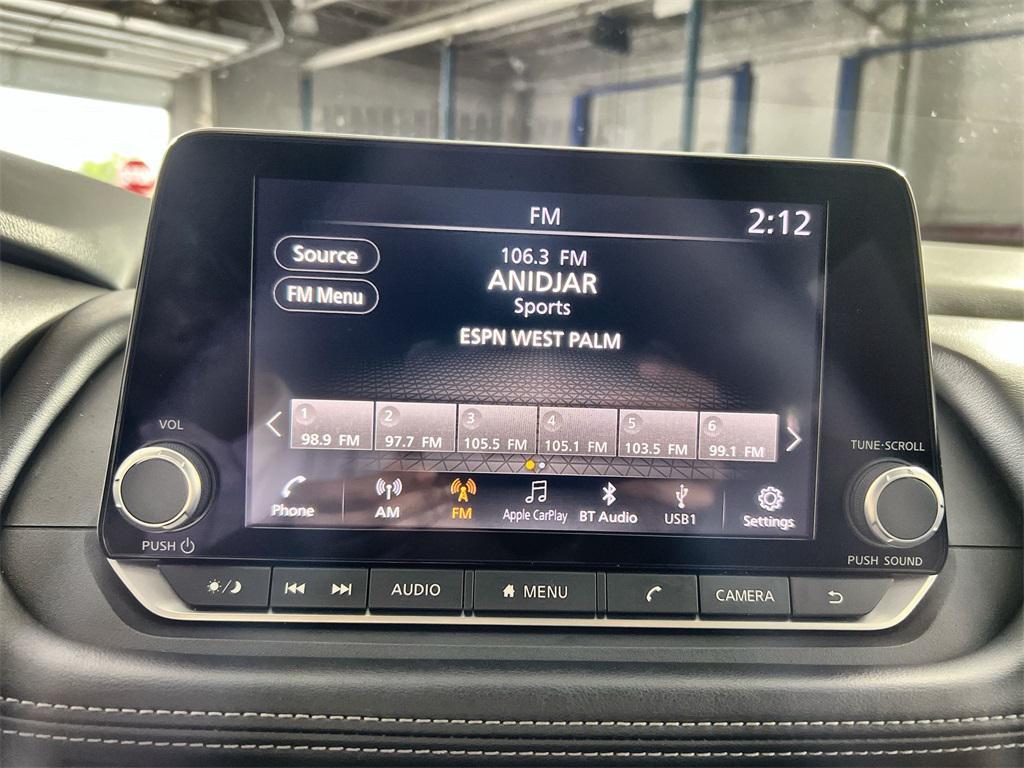 FM
2:12
Source
106.3 FM
ANIDJAR
FM Menu
Sports
ESPN WEST PALM
1
2
3
4
5
6
98.9 FM
97.7 FM
105.5 FM
105.1 FM
103.5 FM
99.1 FM
VOL
TUNE·SCROLL
Phone
AM
FM
Apple CarPlay
BT Audio
USB1
Settings
PUSH
PUSH SOUND
AUDIO
MENU
CAMERA